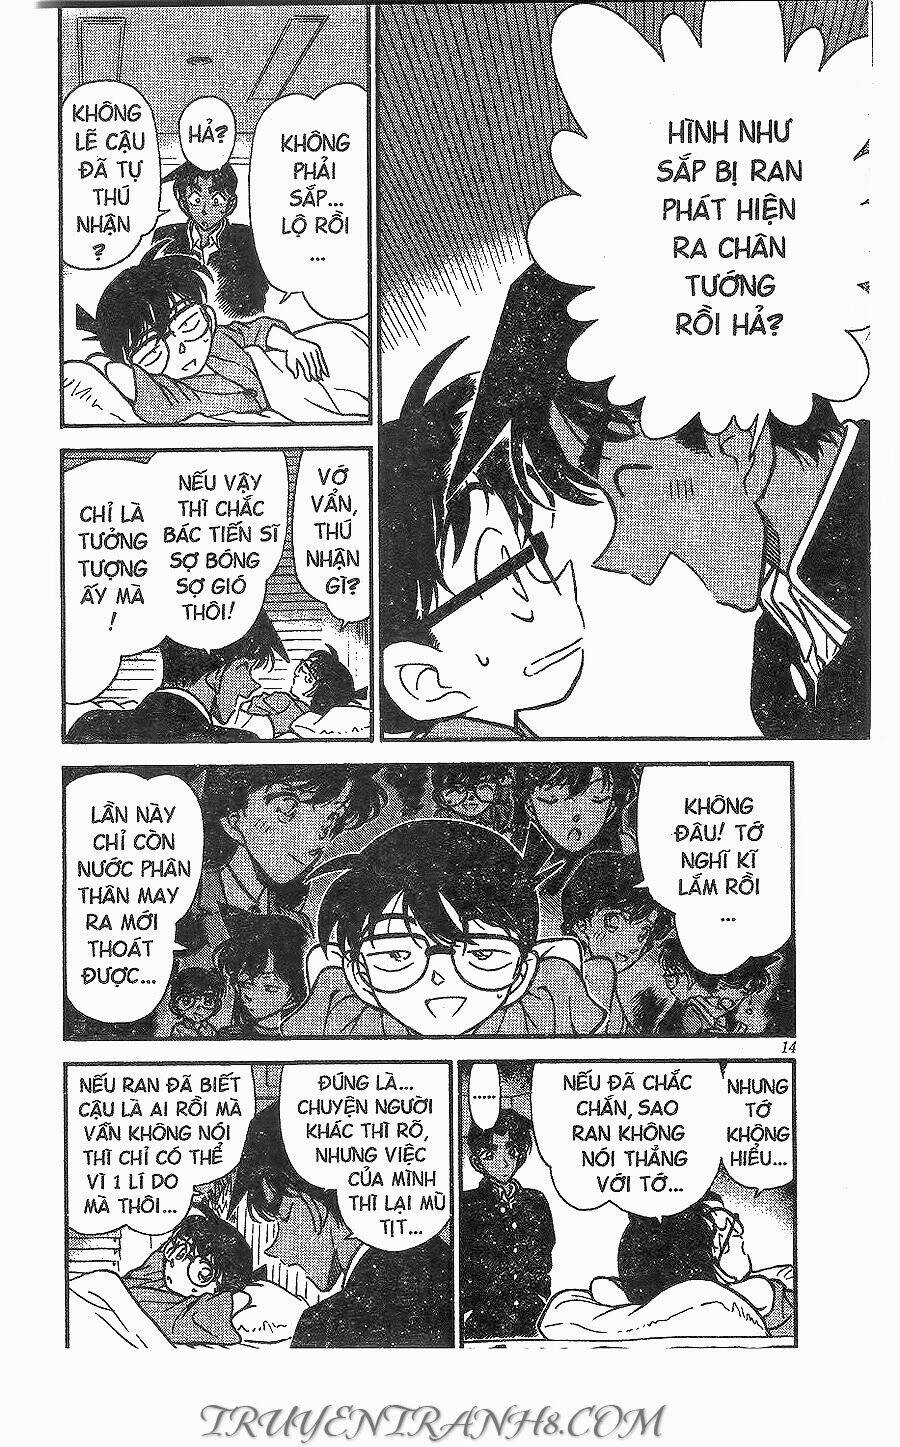 HÌNH NHƯ
SẮP BỊ RAN
PHÁT HIỆN
RA CHÂN
TƯỚNG
RỒI HẢ?
KHÔNG
PHẢI
SẮP...
LỘ RỒI
...
HẢ?
KHÔNG
LẼ CẬU
ĐÃ TỰ
THÚ
NHẬN
?
VỚ
VẨN,
THÚ
NHẬN
GÌ?
NẾU VẬY
THÌ CHẮC
BÁC TIẾN SĨ
SỢ BÓNG
SỢ GIÓ
THÔI!
CHỈ LÀ
TƯỞNG
TƯỢNG
ẤY MÀ
!
KHÔNG
ĐÂU! TỚ
NGHĨ KĨ
LẮM RỒI
...
LẦN NÀY
CHỈ CÒN
NƯỚC PHÂN
THÂN MAY
RA MỚI
THOÁT
ĐƯỢC...
14
NHƯNG
TỚ
KHÔNG
HIỂU...
NẾU ĐÃ CHẮC
CHẮN, SAO
RAN KHÔNG
NÓI THẲNG
VỚI TỚ...
.....
ĐÚNG LÀ...
CHUYỆN NGƯỜI
KHÁC THÌ RÕ,
NHƯNG VIỆC
CỦA MÌNH
THÌ LẠI MÙ
TỊT...
NẾU RAN ĐÃ BIẾT
CẬU LÀ AI RỒI MÀ
VẪN KHÔNG NÓI
THÌ CHỈ CÓ THỂ
VÌ 1 LÍ DO
MÀ THÔI...
TRUYENTRANH8.COM